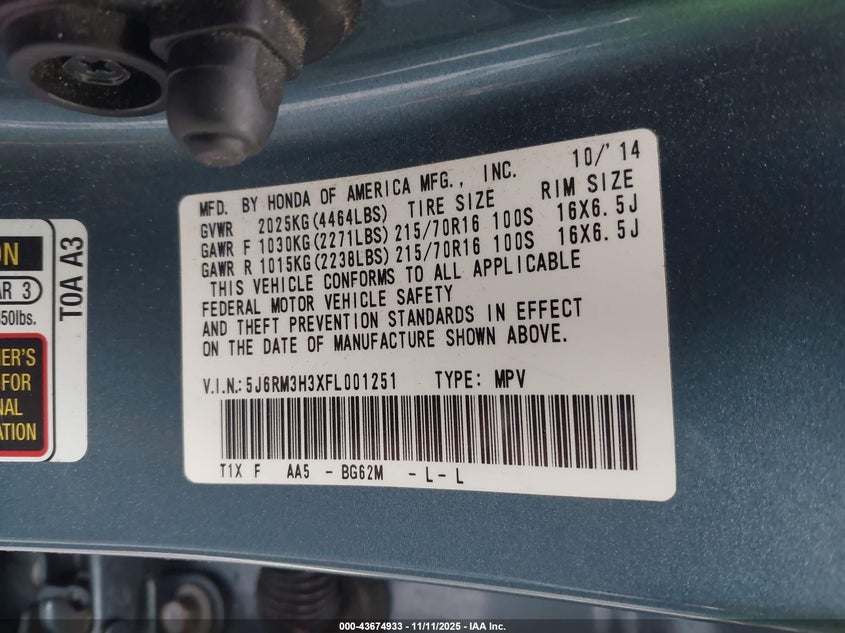 MFD. BY HONDA OF AMERICA MFG., INC. 10/'14
GVWR 2025KG(4464LBS) TIRE SIZE RIM SIZE
GAWR F 1030KG(2271LBS) 215/70R16 100S 16X6.5J
GAWR R 1015KG(2238LBS) 215/70R16 100S 16X6.5J
THIS VEHICLE CONFORMS TO ALL APPLICABLE
FEDERAL MOTOR VEHICLE SAFETY
AND THEFT PREVENTION STANDARDS IN EFFECT
ON THE DATE OF MANUFACTURE SHOWN ABOVE.
V.I.N.: 5J6RM3H3XFL001251 TYPE: MPV
T1X F AA5 - BG62M - L - L
ON
AR 3
50lbs.
ER'S
FOR
NAL
ATION
T0A A3
000-43674933 - 11/11/2025 - IAA Inc.